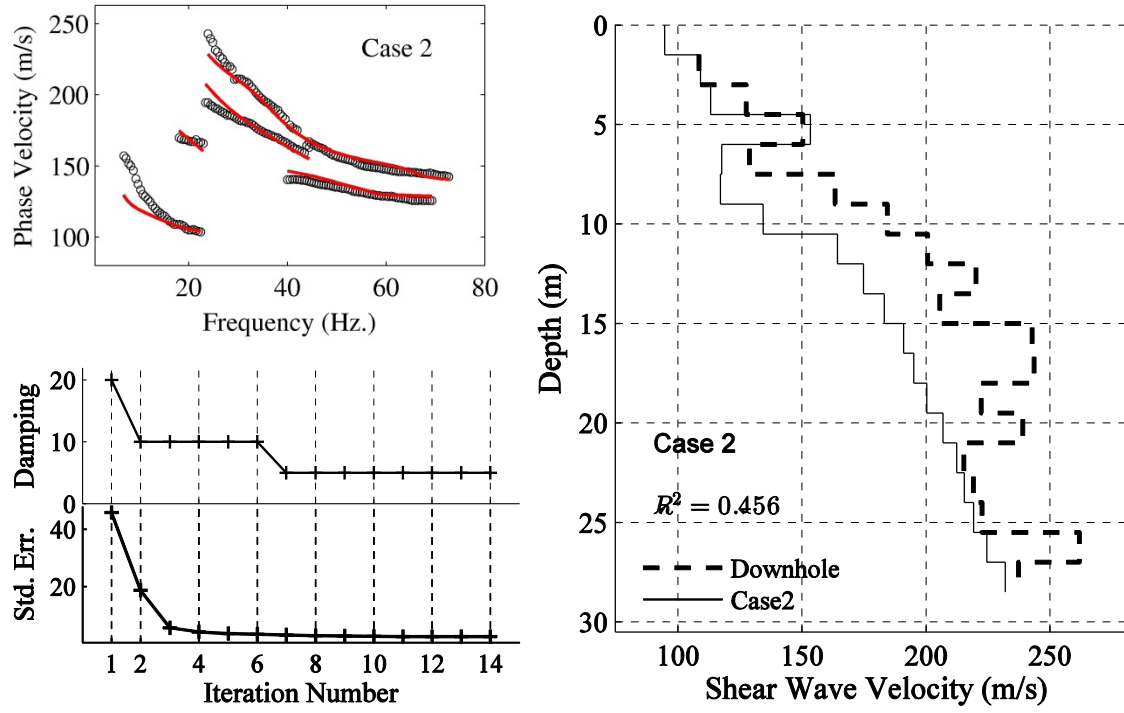 250
200
150
100
Phase Velocity (m/s)
Case 2
20
40
60
80
Frequency (Hz.)
20
10
0
Damping
40
20
Std. Err.
1
2
4
6
8
10
12
14
Iteration Number
0
5
10
15
20
25
30
Depth (m)
Case 2
R² = 0.456
Downhole
Case2
100
150
200
250
Shear Wave Velocity (m/s)